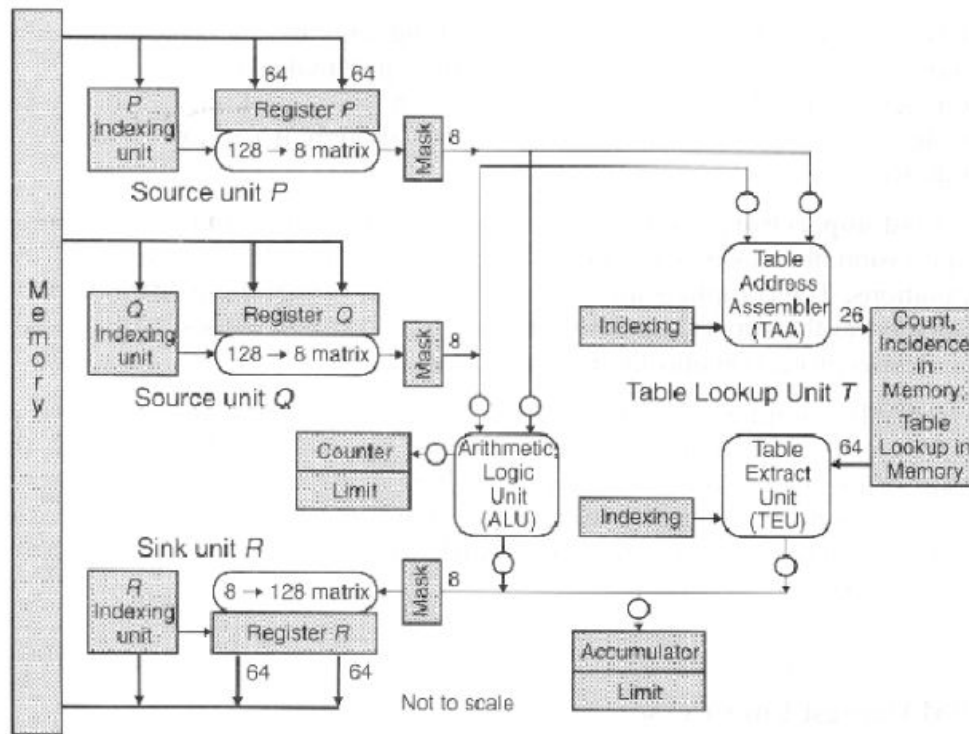 Memory
64
64
P
Indexing
unit
Register P
128 → 8 matrix
Mask
8
Source unit P
Q
Indexing
unit
Register Q
128 → 8 matrix
Mask
8
Source unit Q
Indexing
Table
Address
Assembler
(TAA)
26
Count,
Incidence
in
Memory;
Table
Lookup in
Memory
Table Lookup Unit T
64
Counter
Limit
Arithmetic
Logic
Unit
(ALU)
Indexing
Table
Extract
Unit
(TEU)
Sink unit R
R
Indexing
unit
8 → 128 matrix
Register R
Mask
8
64
64
Not to scale
Accumulator
Limit